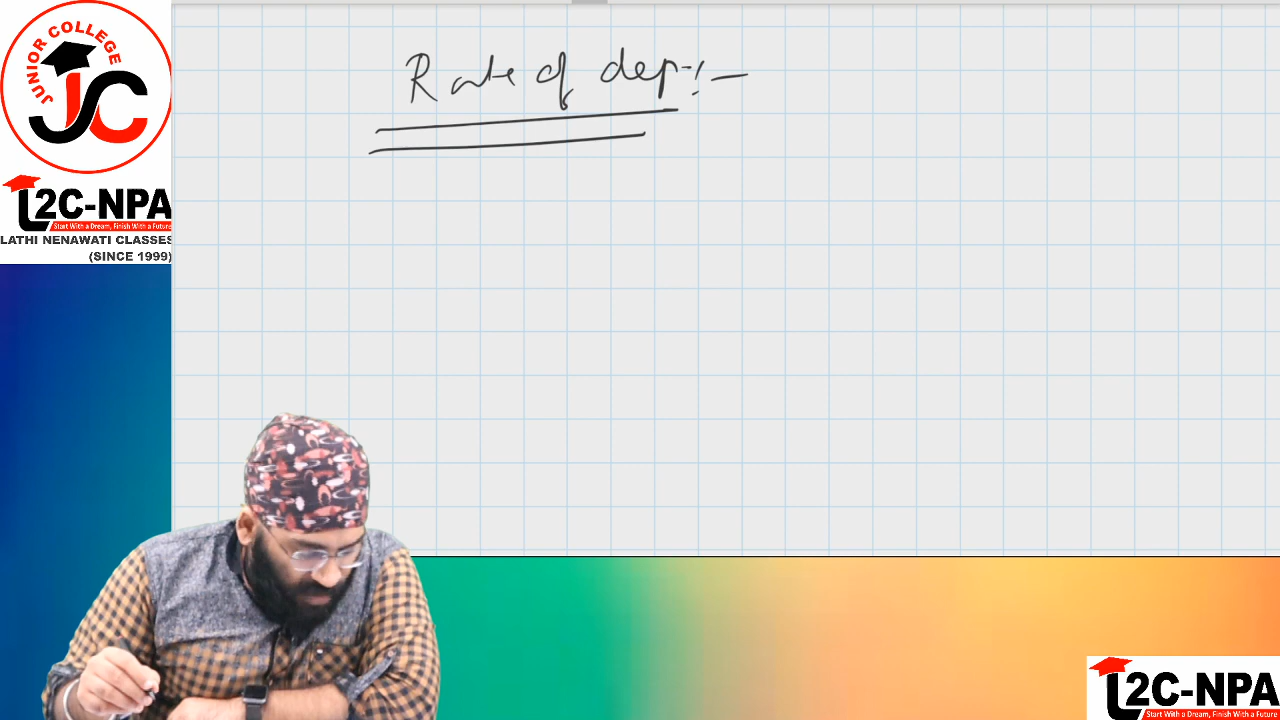 JUNIOR COLLEGE
JC
L2C-NPA
Start With a Dream, Finish With a Future
LATHI NENAWATI CLASSES
(SINCE 1999)
Rate of dep:-
L2C-NPA
Start With a Dream, Finish With a Future